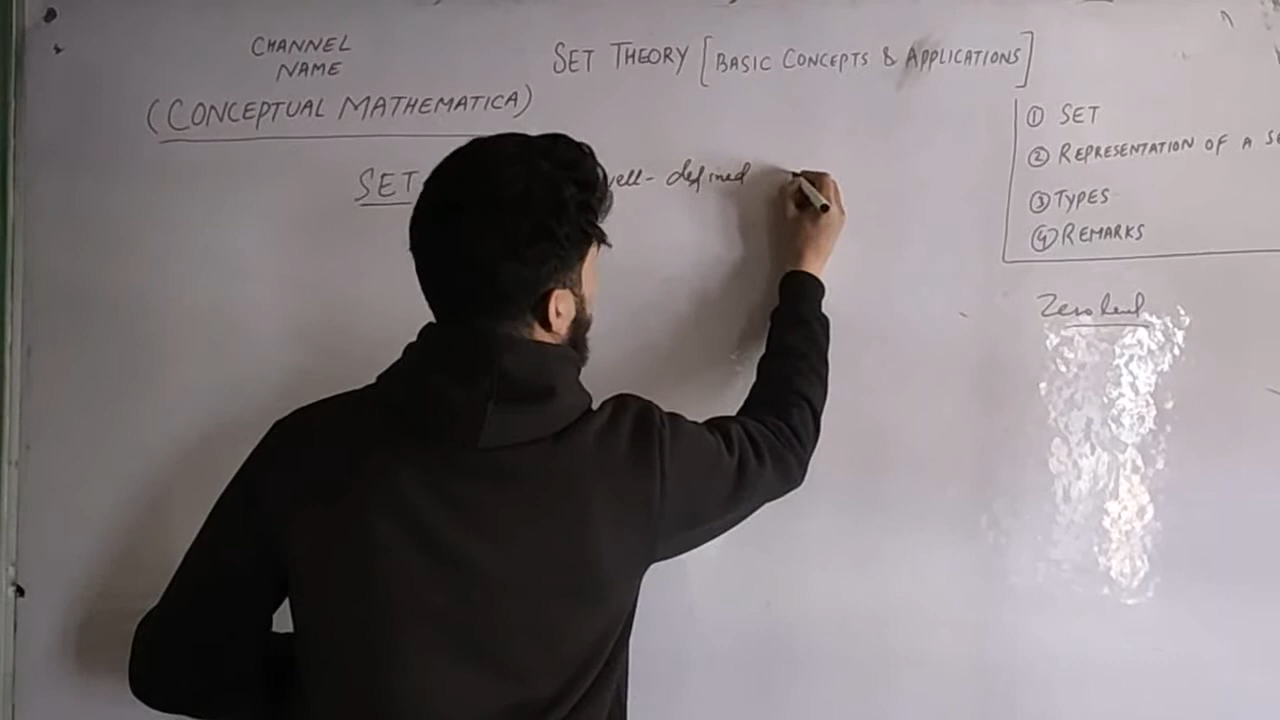 CHANNEL
NAME
(CONCEPTUAL MATHEMATICA)
SET THEORY [BASIC CONCEPTS & APPLICATIONS]
SET
well-defined
① SET
② REPRESENTATION OF A SE
③ TYPES
④ REMARKS
Zero level